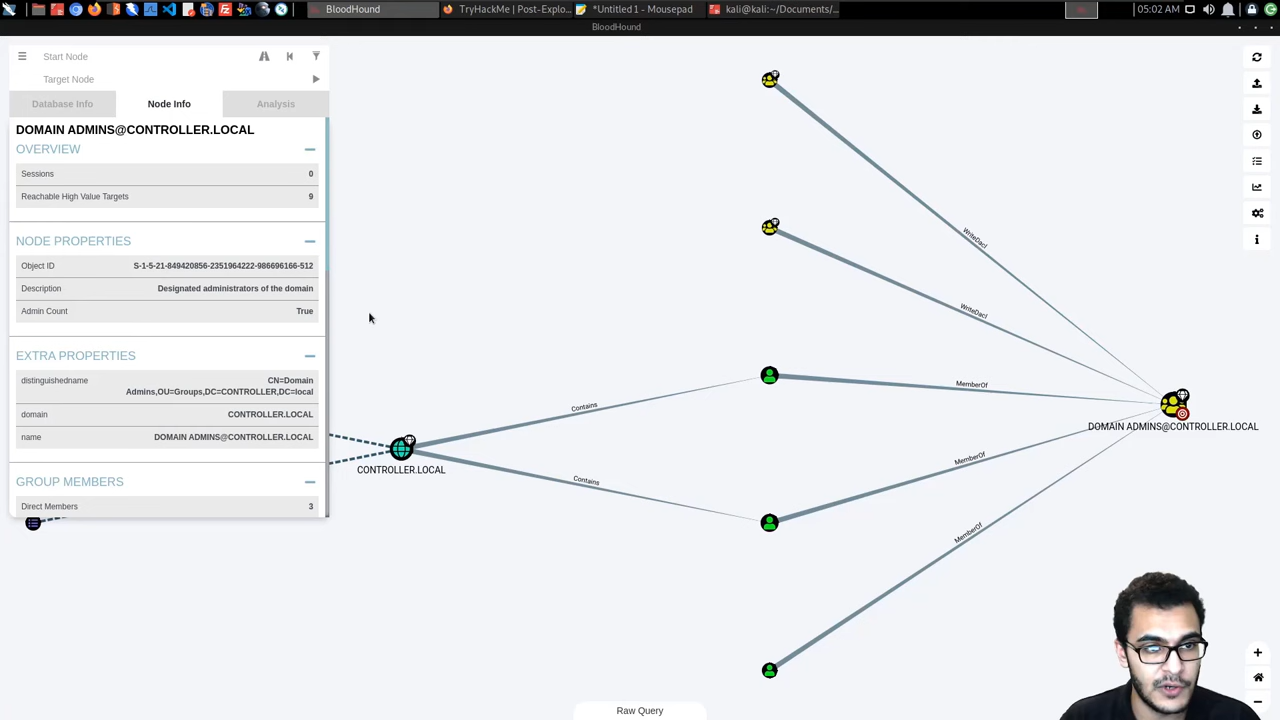 BloodHound
TryHackMe | Post-Explo...
*Untitled 1 - Mousepad
kali@kali:~/Documents/...
05:02 AM
BloodHound
Start Node
Target Node
Database Info
Node Info
Analysis
DOMAIN ADMINS@CONTROLLER.LOCAL
OVERVIEW
Sessions 0
Reachable High Value Targets 9
NODE PROPERTIES
Object ID S-1-5-21-849420856-2351964222-986696166-512
Description Designated administrators of the domain
Admin Count True
EXTRA PROPERTIES
distinguishedname CN=Domain
Admins,OU=Groups,DC=CONTROLLER,DC=local
domain CONTROLLER.LOCAL
name DOMAIN ADMINS@CONTROLLER.LOCAL
GROUP MEMBERS
Direct Members 3
WriteDacl
WriteDacl
MemberOf
Contains
DOMAIN ADMINS@CONTROLLER.LOCAL
MemberOf
CONTROLLER.LOCAL
Contains
MemberOf
Raw Query